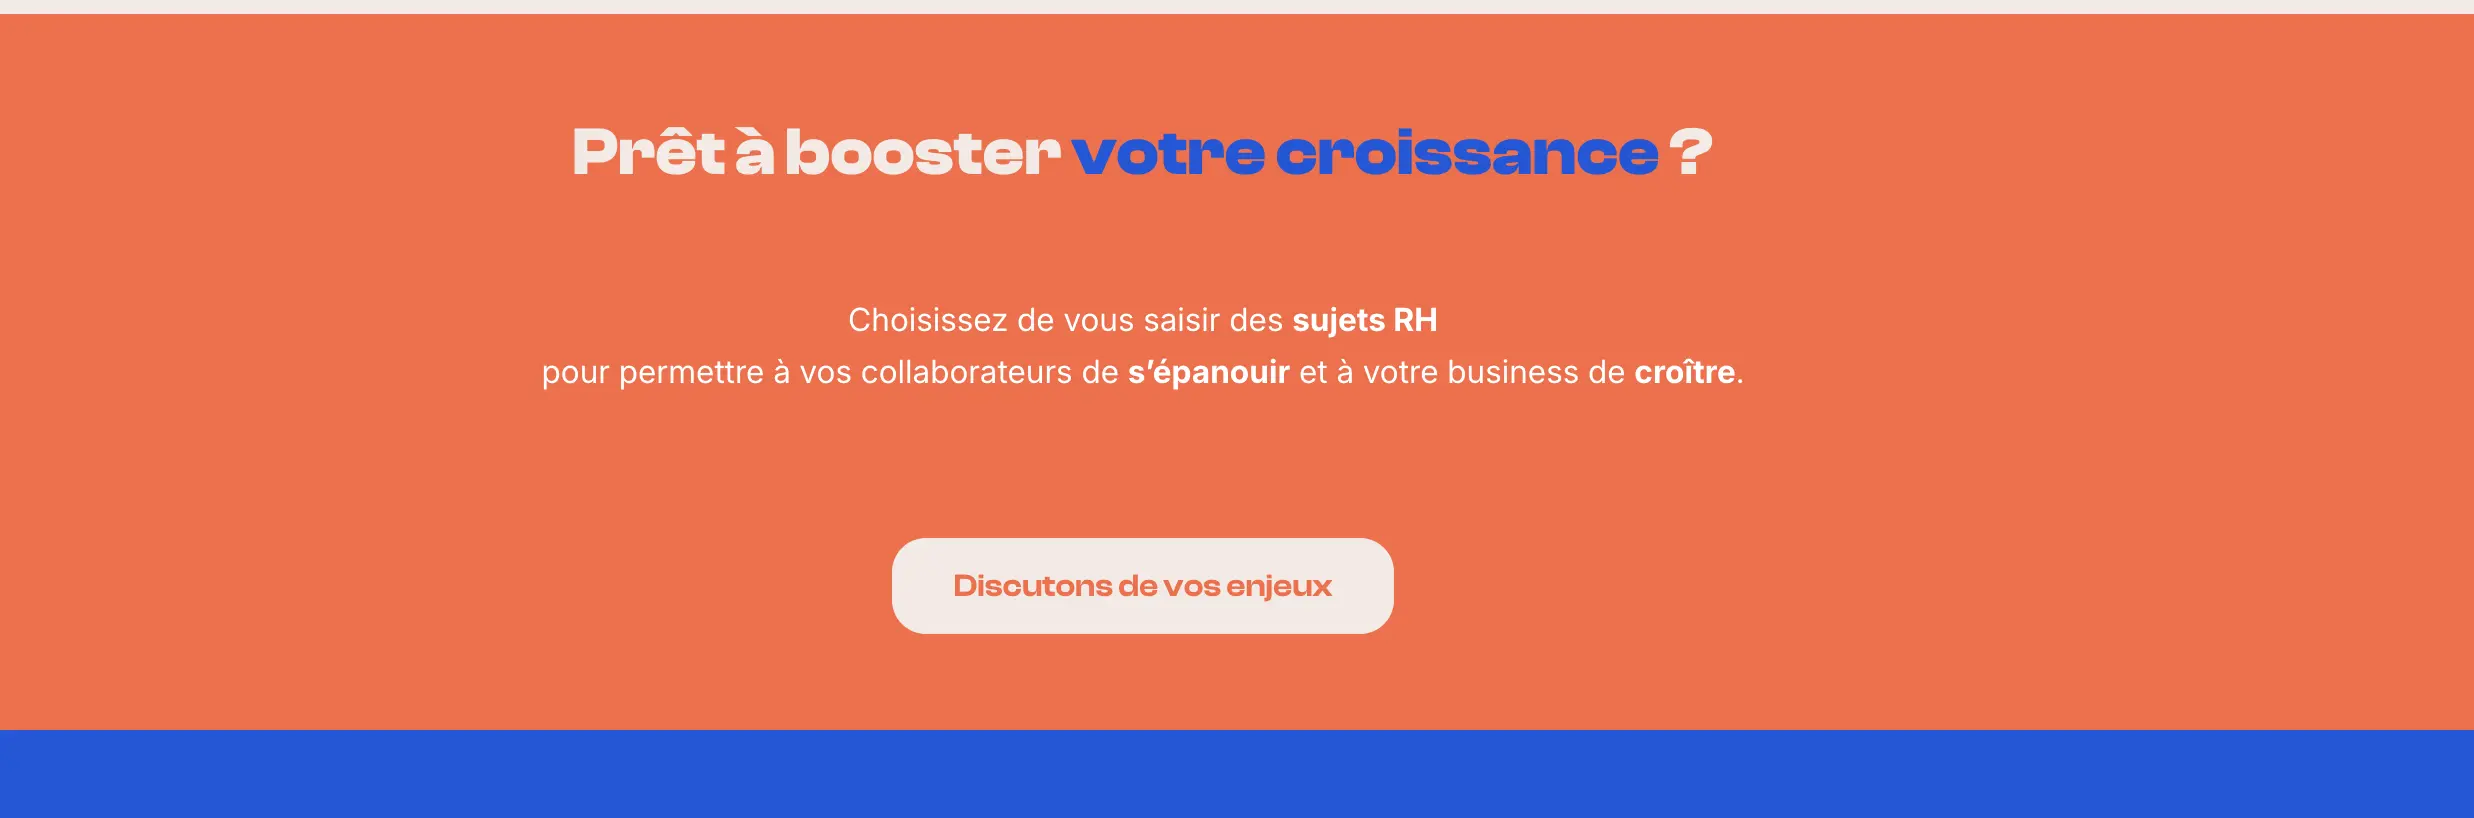 Prêt à booster votre croissance ?
Choisissez de vous saisir des sujets RH
pour permettre à vos collaborateurs de s’épanouir et à votre business de croître.
Discutons de vos enjeux